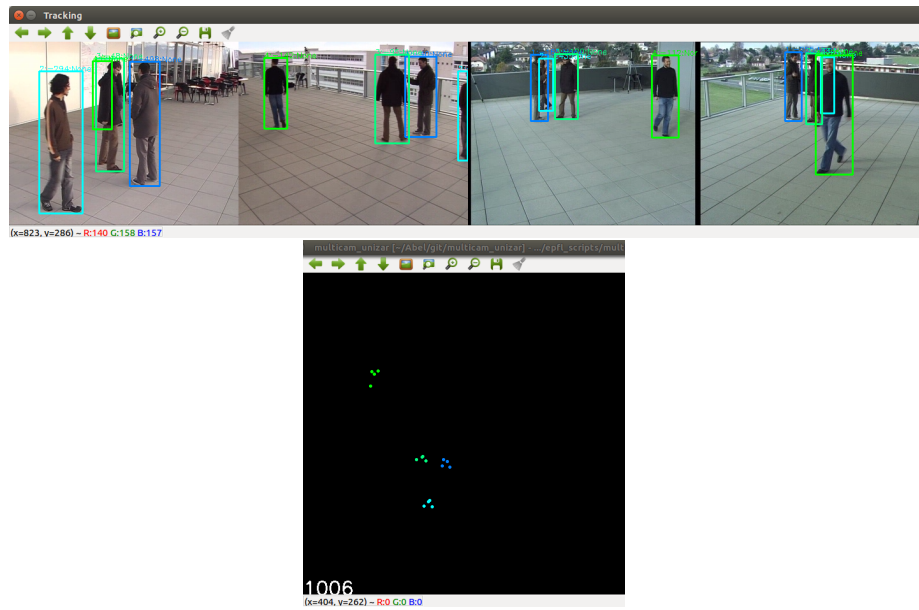 Tracking
(x=823, y=286) ~ R:140 G:158 B:157
multicam_unizar [~/Abel/git/multicam_unizar] - .../epfl_scripts/mult
1006
(x=404, y=262) ~ R:0 G:0 B:0